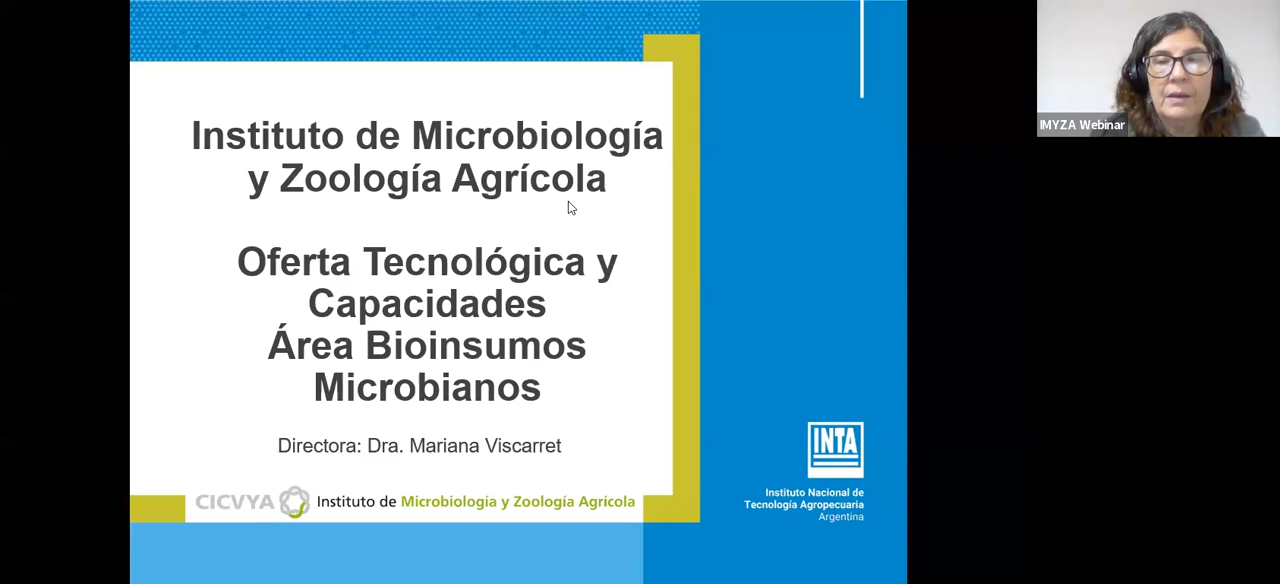 Instituto de Microbiología
y Zoología Agrícola
Oferta Tecnológica y
Capacidades
Área Bioinsumos
Microbianos
Directora: Dra. Mariana Viscarret
CICVYA Instituto de Microbiología y Zoología Agrícola
INTA
Instituto Nacional de
Tecnología Agropecuaria
Argentina
IMYZA Webinar